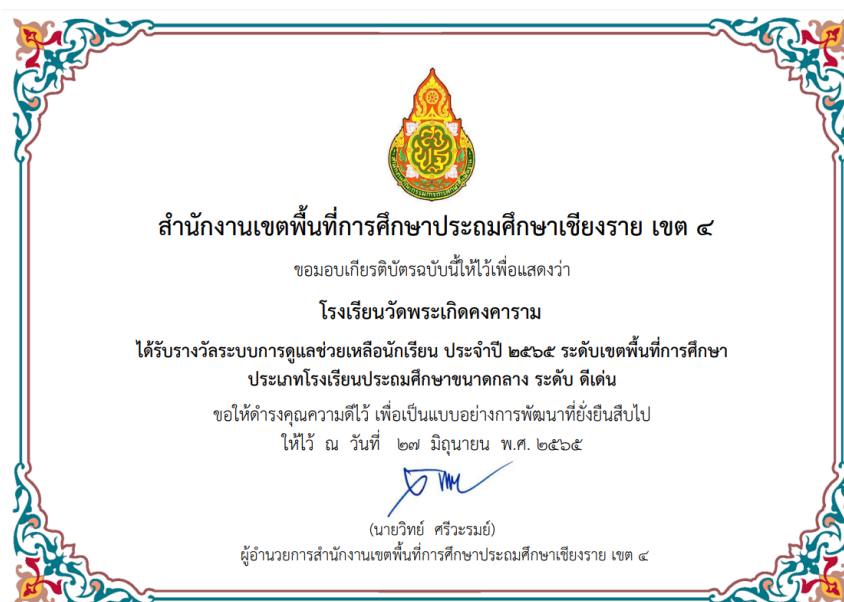 สำนักงานเขตพื้นที่การศึกษาประถมศึกษาเชียงราย เขต ๔
ขอมอบเกียรติบัตรฉบับนี้ให้ไว้เพื่อแสดงว่า
โรงเรียนวัดพระเกิดคงคาราม
ได้รับรางวัลระบบการดูแลช่วยเหลือนักเรียน ประจำปี ๒๕๖๕ ระดับเขตพื้นที่การศึกษา
ประเภทโรงเรียนประถมศึกษาขนาดกลาง ระดับ ดีเด่น
ขอให้ดำรงคุณความดีไว้ เพื่อเป็นแบบอย่างการพัฒนาที่ยั่งยืนสืบไป
ให้ไว้ ณ วันที่ ๒๗ มิถุนายน พ.ศ. ๒๕๖๕
(นายวิทย์ ศรีวะรมย์)
ผู้อำนวยการสำนักงานเขตพื้นที่การศึกษาประถมศึกษาเชียงราย เขต ๔